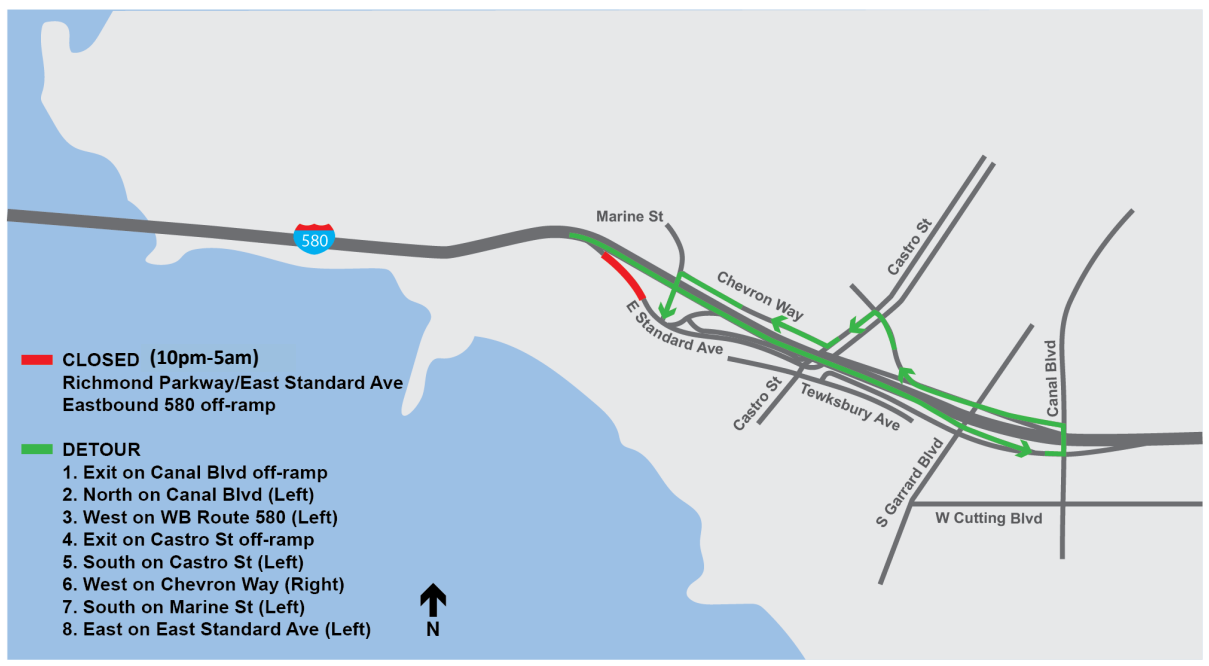 Marine St
580
Chevron Way
Castro St
E Standard Ave
Castro St
Tewksbury Ave
Canal Blvd
S Garrard Blvd
W Cutting Blvd
CLOSED (10pm-5am)
Richmond Parkway/East Standard Ave
Eastbound 580 off-ramp
DETOUR
1. Exit on Canal Blvd off-ramp
2. North on Canal Blvd (Left)
3. West on WB Route 580 (Left)
4. Exit on Castro St off-ramp
5. South on Castro St (Left)
6. West on Chevron Way (Right)
7. South on Marine St (Left)
8. East on East Standard Ave (Left)
N